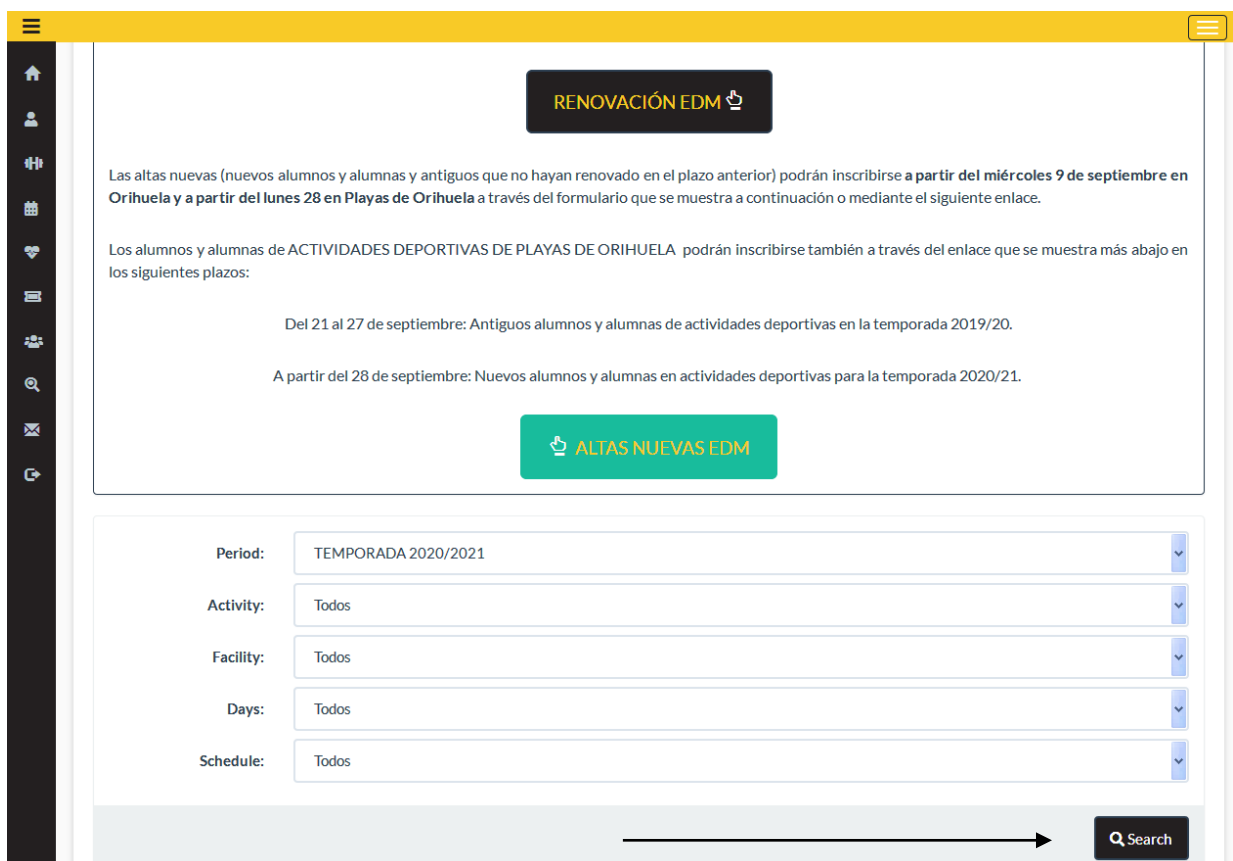 RENOVACIÓN EDM
Las altas nuevas (nuevos alumnos y alumnas y antiguos que no hayan renovado en el plazo anterior) podrán inscribirse a partir del miércoles 9 de septiembre en
Orihuela y a partir del lunes 28 en Playas de Orihuela a través del formulario que se muestra a continuación o mediante el siguiente enlace.
Los alumnos y alumnas de ACTIVIDADES DEPORTIVAS DE PLAYAS DE ORIHUELA podrán inscribirse también a través del enlace que se muestra más abajo en
los siguientes plazos:
Del 21 al 27 de septiembre: Antiguos alumnos y alumnas de actividades deportivas en la temporada 2019/20.
A partir del 28 de septiembre: Nuevos alumnos y alumnas en actividades deportivas para la temporada 2020/21.
ALTAS NUEVAS EDM
Period: TEMPORADA 2020/2021
Activity: Todos
Facility: Todos
Days: Todos
Schedule: Todos
Search